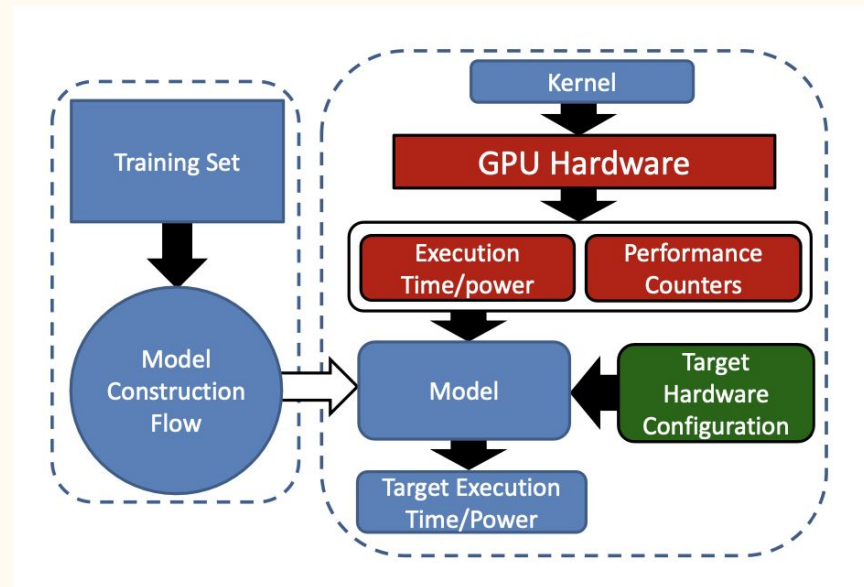 Training Set
Model
Construction
Flow
Kernel
GPU Hardware
Execution
Time/power
Performance
Counters
Model
Target
Hardware
Configuration
Target Execution
Time/Power